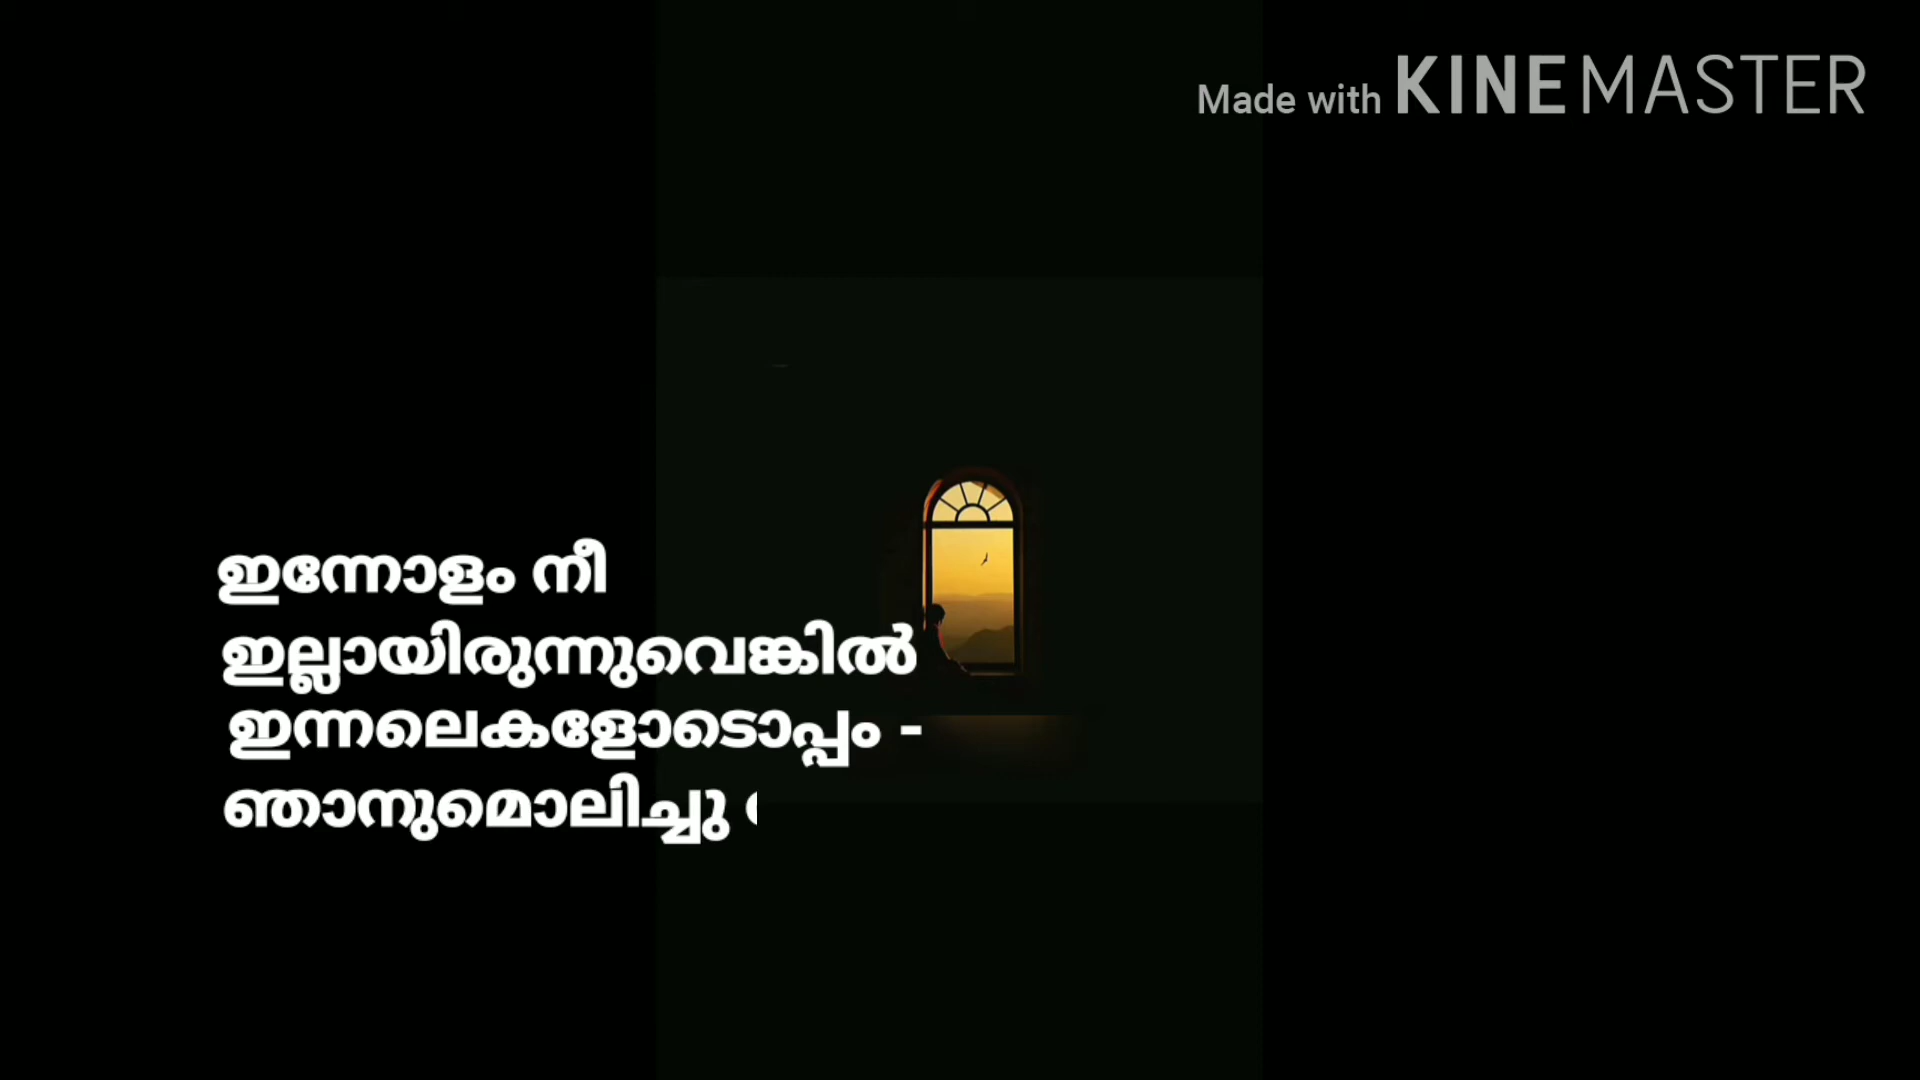 Made with KINEMASTER
ഇന്നോളം നീ
ഇല്ലായിരുന്നുവെങ്കിൽ
ഇന്നലെകളോടൊപ്പം -
ഞാനുമൊലിച്ചു